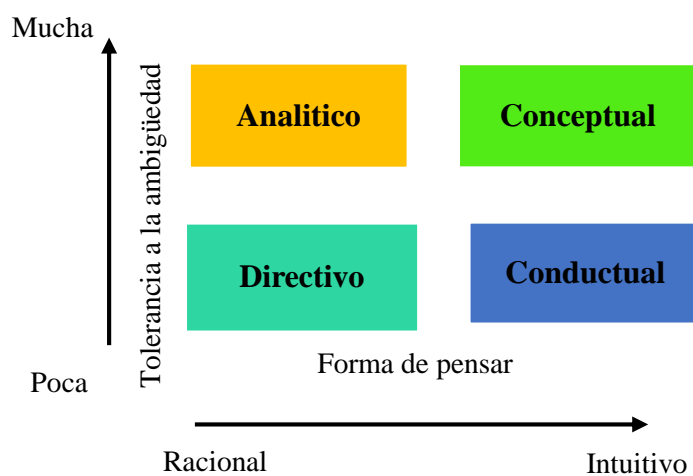 Mucha
Tolerancia a la ambigüedad
Analitico
Conceptual
Directivo
Conductual
Poca
Forma de pensar
Racional
Intuitivo